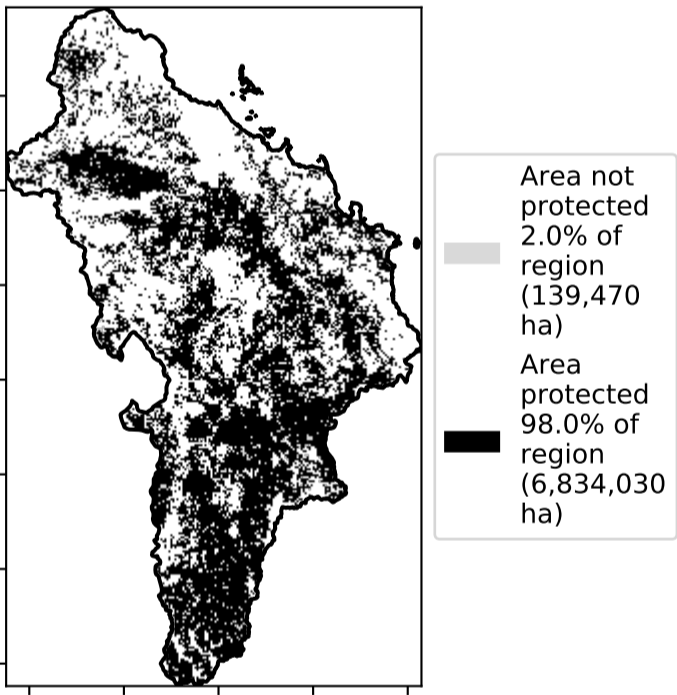 Area not
protected
2.0% of
region
(139,470
ha)
Area
protected
98.0% of
region
(6,834,030
ha)